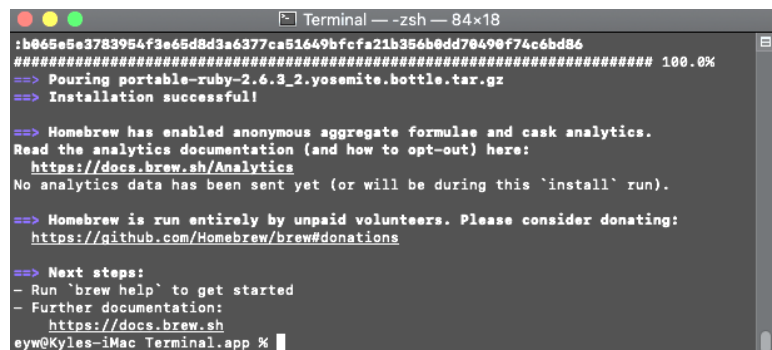 Terminal — -zsh — 84×18
:b065e5e3783954f3e65d8d3a6377ca51649bfcfa21b356b0dd70490f74c6bd86
######################################################################## 100.0%
==> Pouring portable-ruby-2.6.3_2.yosemite.bottle.tar.gz
==> Installation successful!
==> Homebrew has enabled anonymous aggregate formulae and cask analytics.
Read the analytics documentation (and how to opt-out) here:
https://docs.brew.sh/Analytics
No analytics data has been sent yet (or will be during this `install` run).
==> Homebrew is run entirely by unpaid volunteers. Please consider donating:
https://github.com/Homebrew/brew#donations
==> Next steps:
- Run `brew help` to get started
- Further documentation:
https://docs.brew.sh
eyw@Kyles-iMac Terminal.app %